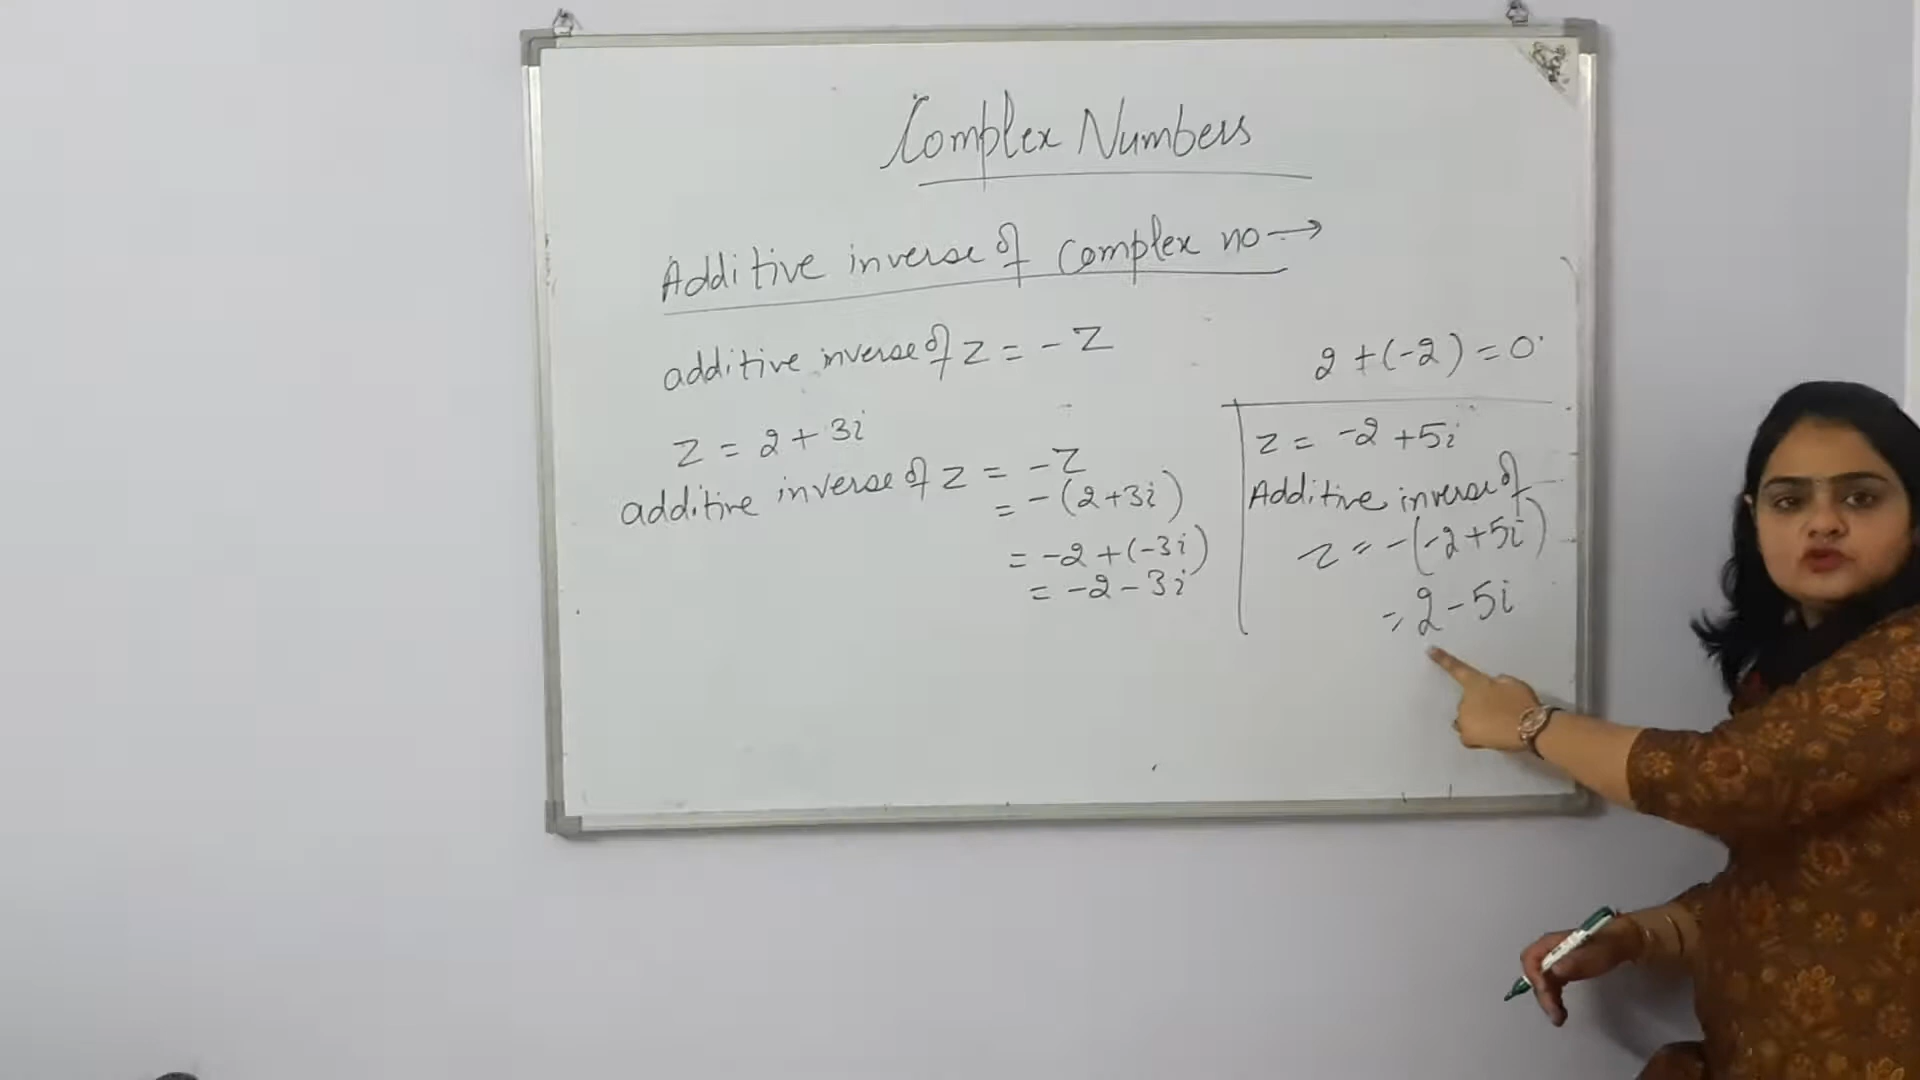 Complex Numbers
Additive inverse of Complex no →
additive inverse of z = - z
z = 2 + 3i
additive inverse of z = - z
= - (2+3i)
= -2 + (-3i)
= -2 - 3i
2 + (-2) = 0
z = -2 + 5i
Additive inverse of
z = -(-2+5i)
= 2 - 5i